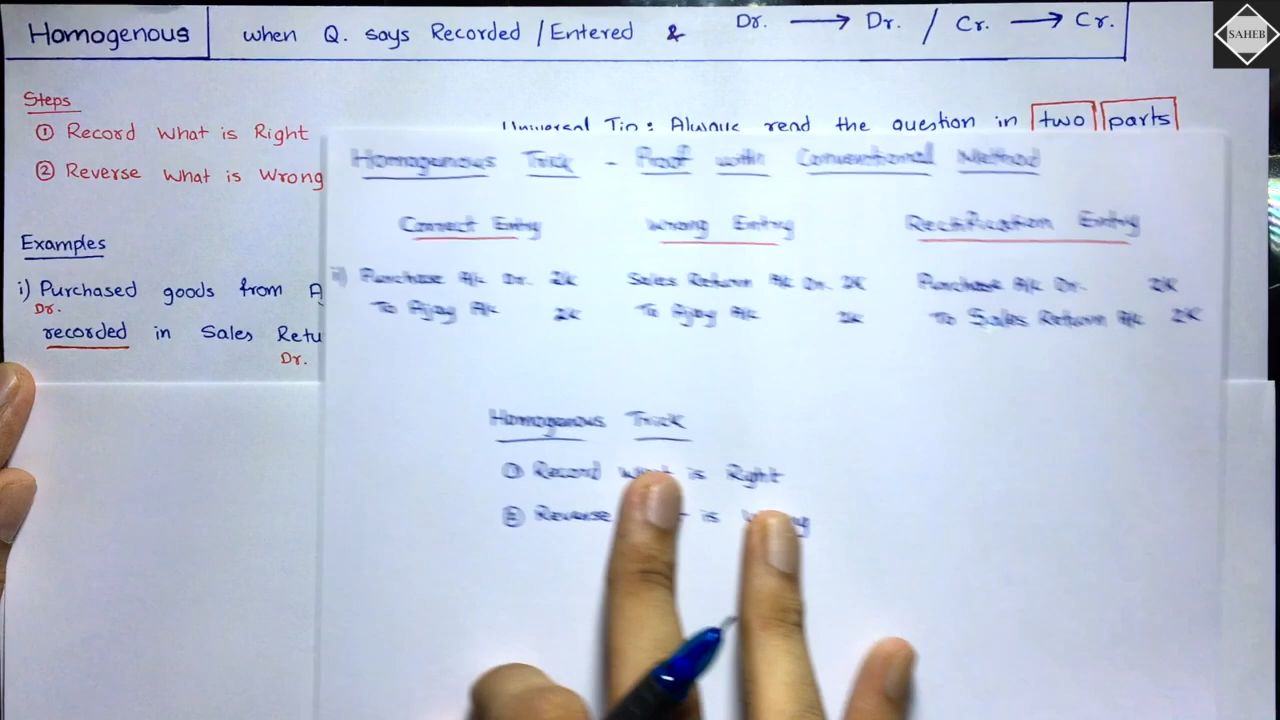 Homogenous when Q. says Recorded / Entered & Dr. → Dr. / Cr. → Cr.
SAHEB
Steps
① Record What is Right
② Reverse What is Wrong
Universal Tip : Always read the question in two parts
Examples
i) Purchased goods from A
Dr.
recorded in Sales Retu
Dr.
Homogenous Trick - Proof with Conventional Method
Correct Entry Wrong Entry Rectification Entry
Purchase A/c Dr. 2K Sales Return A/c Dr. 2K Purchase A/c Dr. 2K
To Ajay A/c 2K To Ajay A/c 2K To Sales Return A/c 2K
Homogenous Trick
① Record What is Right
② Reverse is